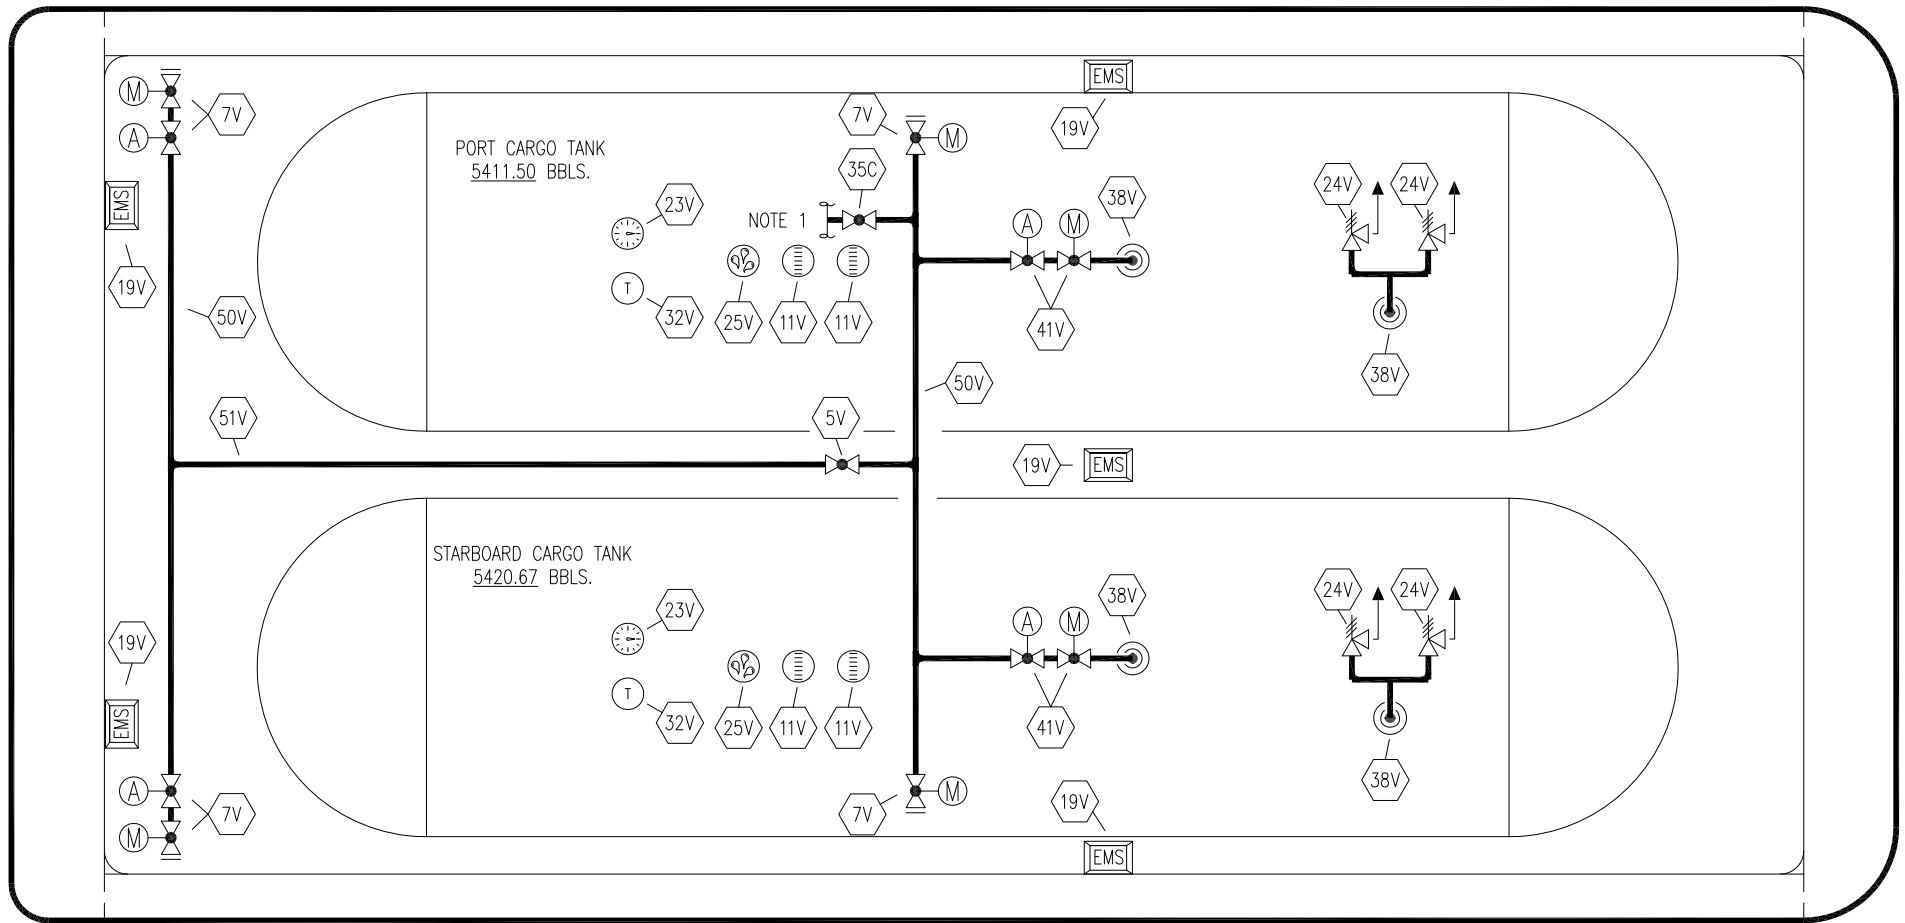 EMS
M
7V
7V
M
19V
A
PORT CARGO TANK
5411.50 BBLS.
35C
24V
24V
EMS
23V
38V
NOTE 1
A
M
19V
T
32V
25V
11V
11V
41V
50V
38V
50V
51V
5V
19V
EMS
STARBOARD CARGO TANK
5420.67 BBLS.
24V
24V
38V
23V
A
M
19V
T
32V
25V
11V
11V
41V
EMS
38V
A
7V
7V
M
19V
M
EMS